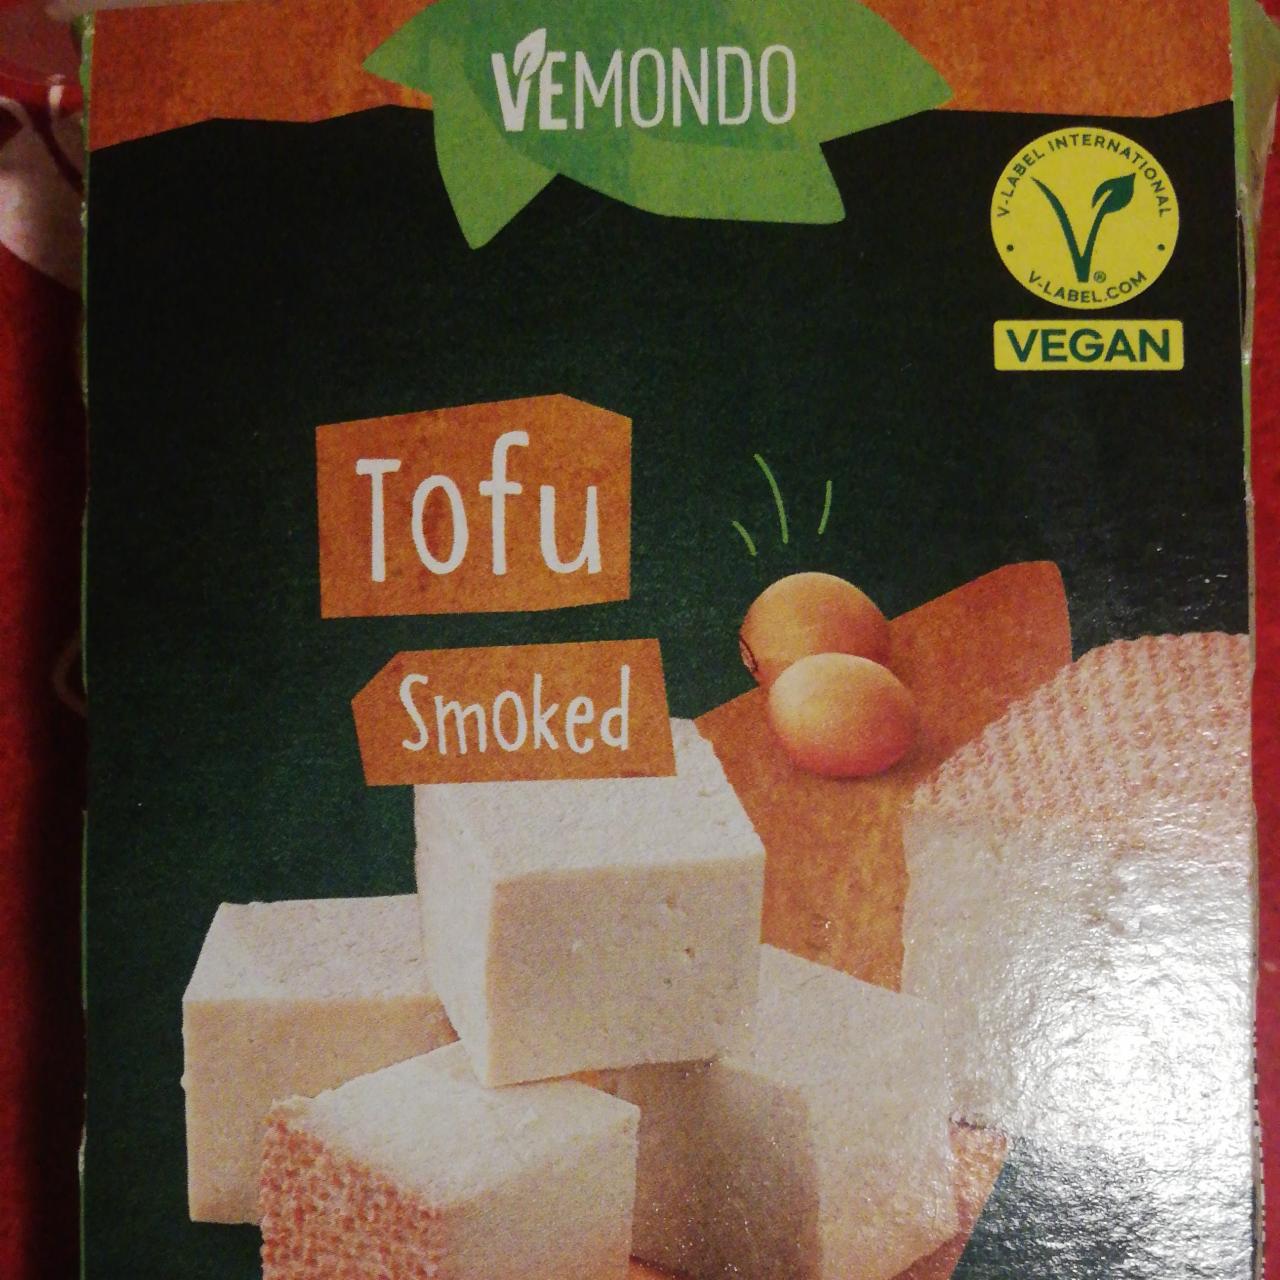 VEMONDO
V-LABEL INTERNATIONAL
V®
V-LABEL.COM
VEGAN
Tofu
Smoked